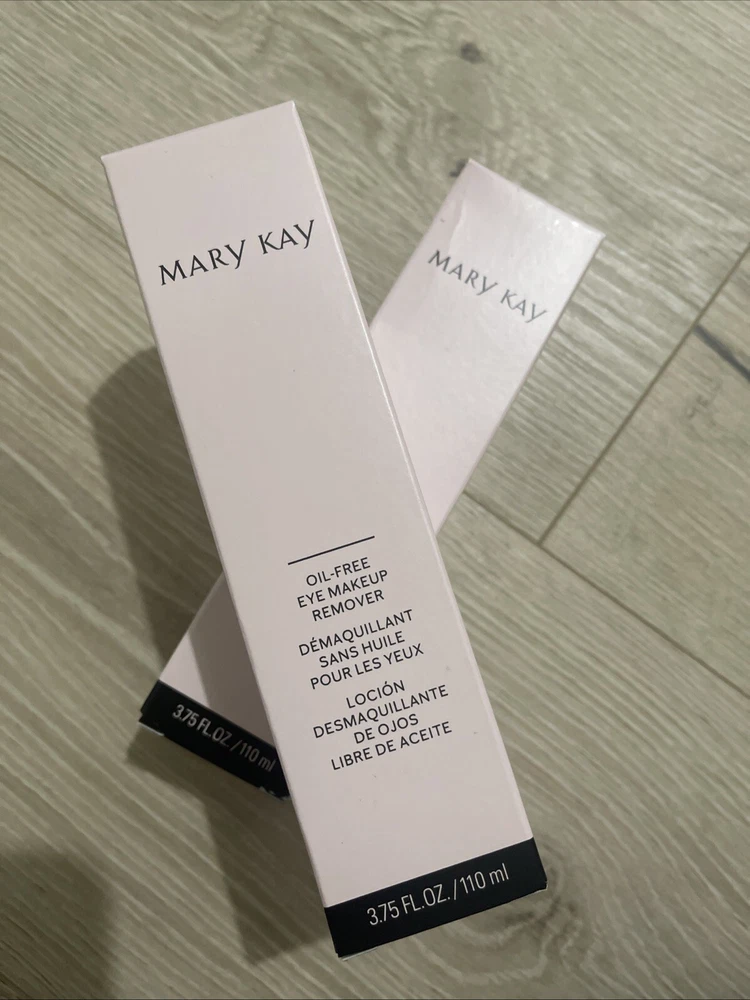 MARY KAY
OIL-FREE
EYE MAKEUP
REMOVER
DÉMAQUILLANT
SANS HUILE
POUR LES YEUX
LOCIÓN
DESMAQUILLANTE
DE OJOS
LIBRE DE ACEITE
3.75 FL.OZ./110 ml
MARY KAY
3.75 FL.OZ./110 ml